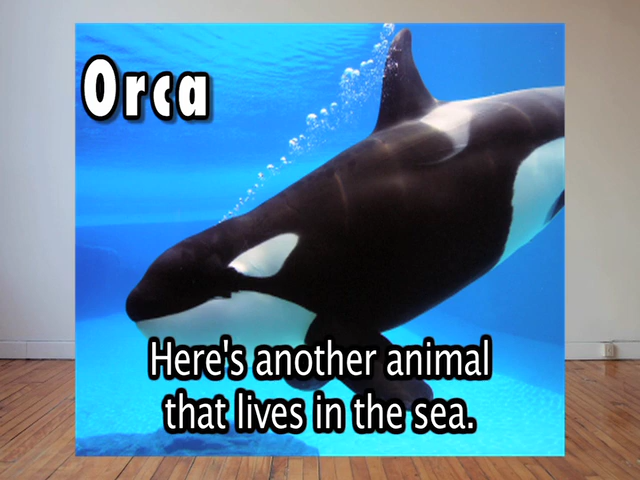 Orca
Here's another animal
that lives in the sea.